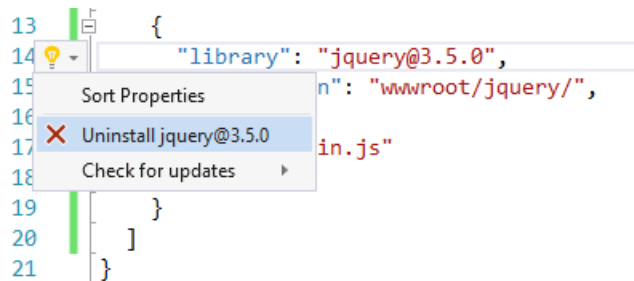 13 {
14 "library": "jquery@3.5.0",
15 n": "wwwroot/jquery/",
Sort Properties
16
Uninstall jquery@3.5.0
17 in.js"
Check for updates
18
19 }
20 ]
21 }